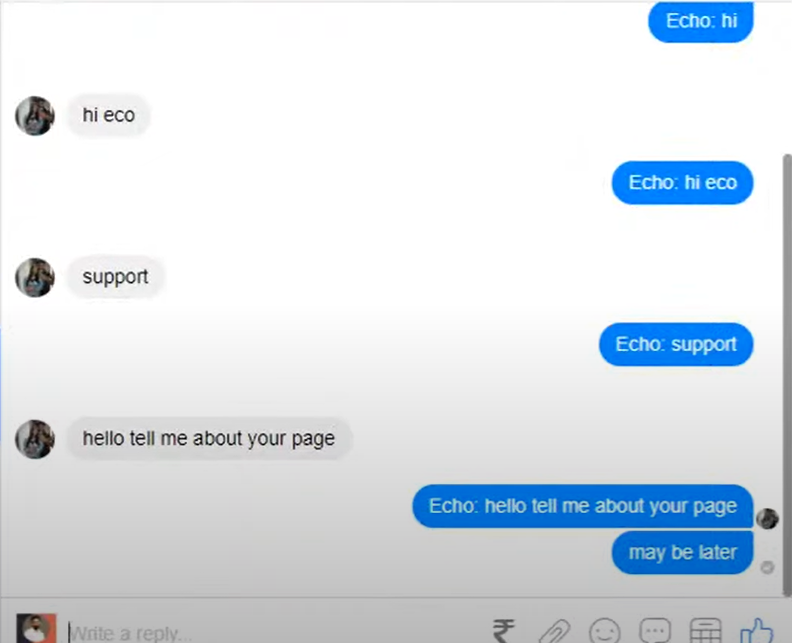 Echo: hi
hi eco
Echo: hi eco
support
Echo: support
hello tell me about your page
Echo: hello tell me about your page
may be later
Write a reply...
₹